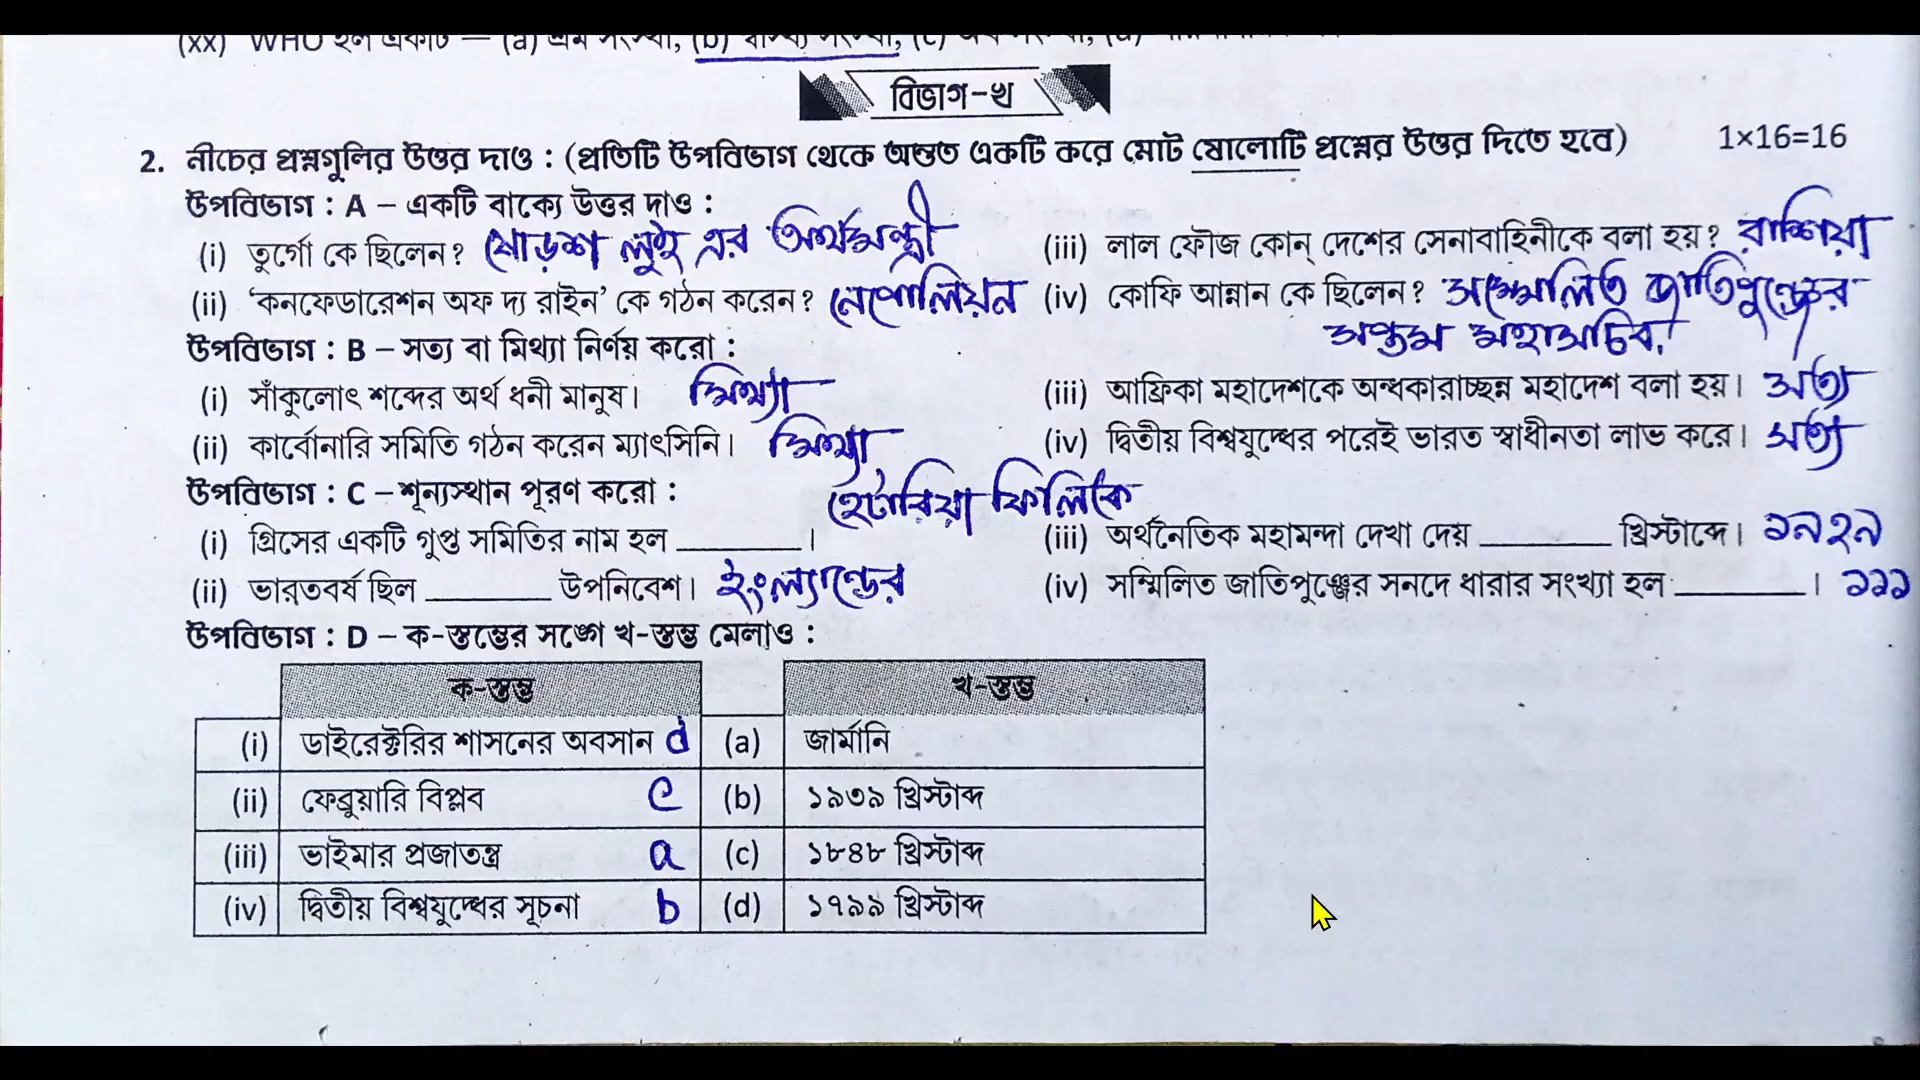 (xx) WHO হল একটি — (a) শ্রম সংস্থা, (b) স্বাস্থ্য সংস্থা, (c)
বিভাগ-খ
2. নীচের প্রশ্নগুলির উত্তর দাও : (প্রতিটি উপবিভাগ থেকে অন্তত একটি করে মোট ষোলোটি প্রশ্নের উত্তর দিতে হবে) 1×16=16
উপবিভাগ : A – একটি বাক্যে উত্তর দাও :
(i) তুর্গো কে ছিলেন? ষোড়শ লুই এর অর্থমন্ত্রী
(ii) ‘কনফেডারেশন অফ দ্য রাইন’ কে গঠন করেন? নেপোলিয়ন
(iii) লাল ফৌজ কোন্ দেশের সেনাবাহিনীকে বলা হয়? রাশিয়া
(iv) কোফি আন্নান কে ছিলেন? সম্মেলিত জাতিপুঞ্জের
সপ্তম মহাসচিব।
উপবিভাগ : B – সত্য বা মিথ্যা নির্ণয় করো :
(i) সাঁকুলোৎ শব্দের অর্থ ধনী মানুষ। মিথ্যা
(ii) কার্বোনারি সমিতি গঠন করেন ম্যাৎসিনি। মিথ্যা
(iii) আফ্রিকা মহাদেশকে অন্ধকারাচ্ছন্ন মহাদেশ বলা হয়। সত্য
(iv) দ্বিতীয় বিশ্বযুদ্ধের পরেই ভারত স্বাধীনতা লাভ করে। সত্য
উপবিভাগ : C – শূন্যস্থান পূরণ করো :
হেটারিয়া ফিলিকে
(i) গ্রিসের একটি গুপ্ত সমিতির নাম হল ________।
(ii) ভারতবর্ষ ছিল ________ উপনিবেশ। ইংল্যান্ডের
(iii) অর্থনৈতিক মহামন্দা দেখা দেয় ________ খ্রিস্টাব্দে। ১৯২৯
(iv) সম্মিলিত জাতিপুঞ্জের সনদে ধারার সংখ্যা হল ________। ১১১
উপবিভাগ : D – ক-স্তম্ভের সঙ্গে খ-স্তম্ভ মেলাও :
ক-স্তম্ভ খ-স্তম্ভ
(i) ডাইরেক্টরির শাসনের অবসান d (a) জার্মানি
(ii) ফেব্রুয়ারি বিপ্লব c (b) ১৯৩৯ খ্রিস্টাব্দ
(iii) ভাইমার প্রজাতন্ত্র a (c) ১৮৪৮ খ্রিস্টাব্দ
(iv) দ্বিতীয় বিশ্বযুদ্ধের সূচনা b (d) ১৭৯৯ খ্রিস্টাব্দ